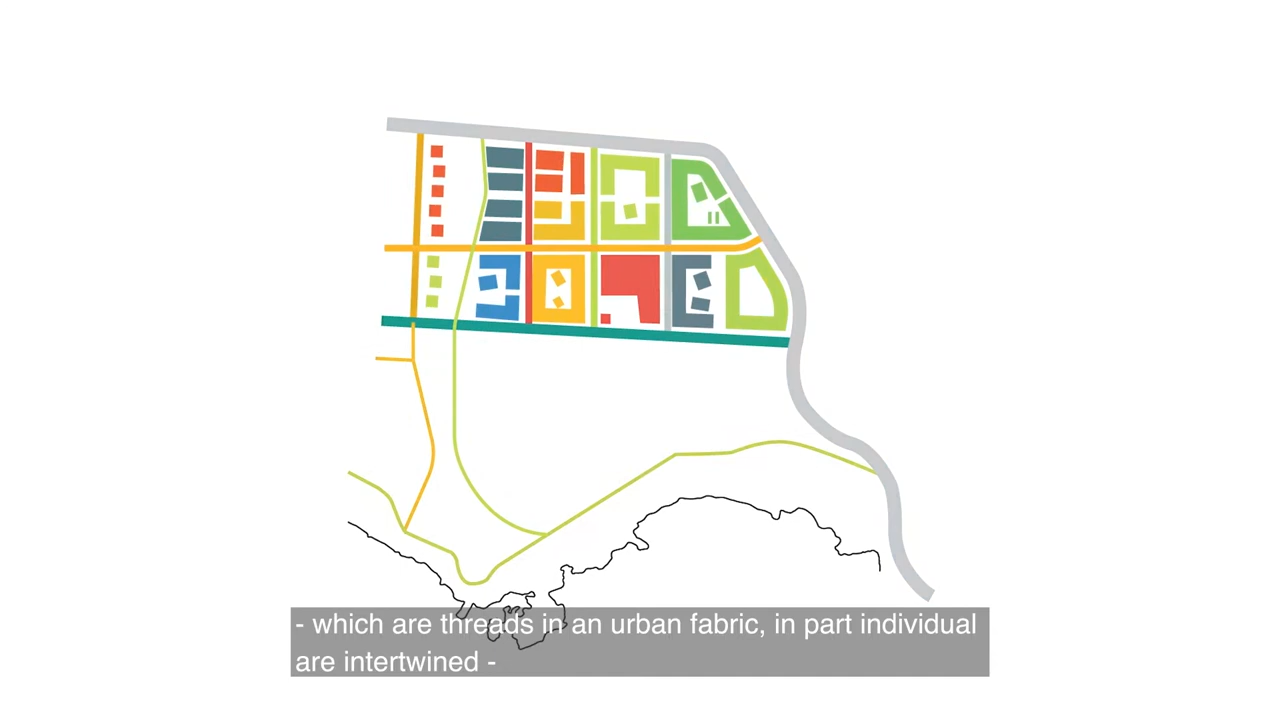 - which are threads in an urban fabric, in part individual
are intertwined -